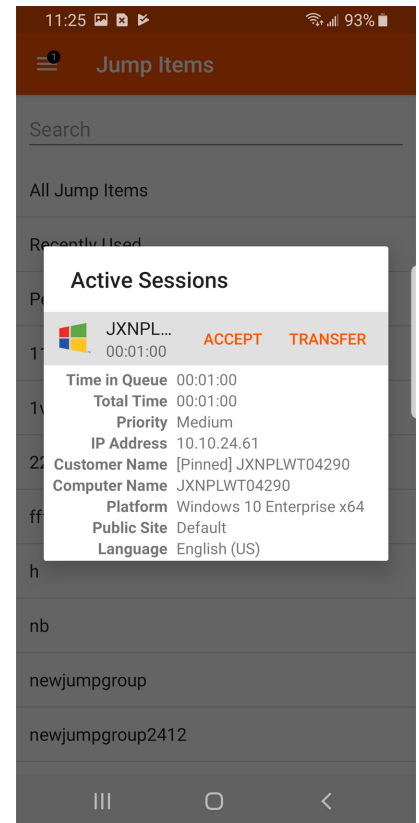 11:25 93%
1
Jump Items
Search
All Jump Items
Recently Used
Active Sessions
JXNPL...
00:01:00
ACCEPT TRANSFER
Time in Queue 00:01:00
Total Time 00:01:00
Priority Medium
IP Address 10.10.24.61
Customer Name [Pinned] JXNPLWT04290
Computer Name JXNPLWT04290
Platform Windows 10 Enterprise x64
Public Site Default
Language English (US)
h
nb
newjumpgroup
newjumpgroup2412